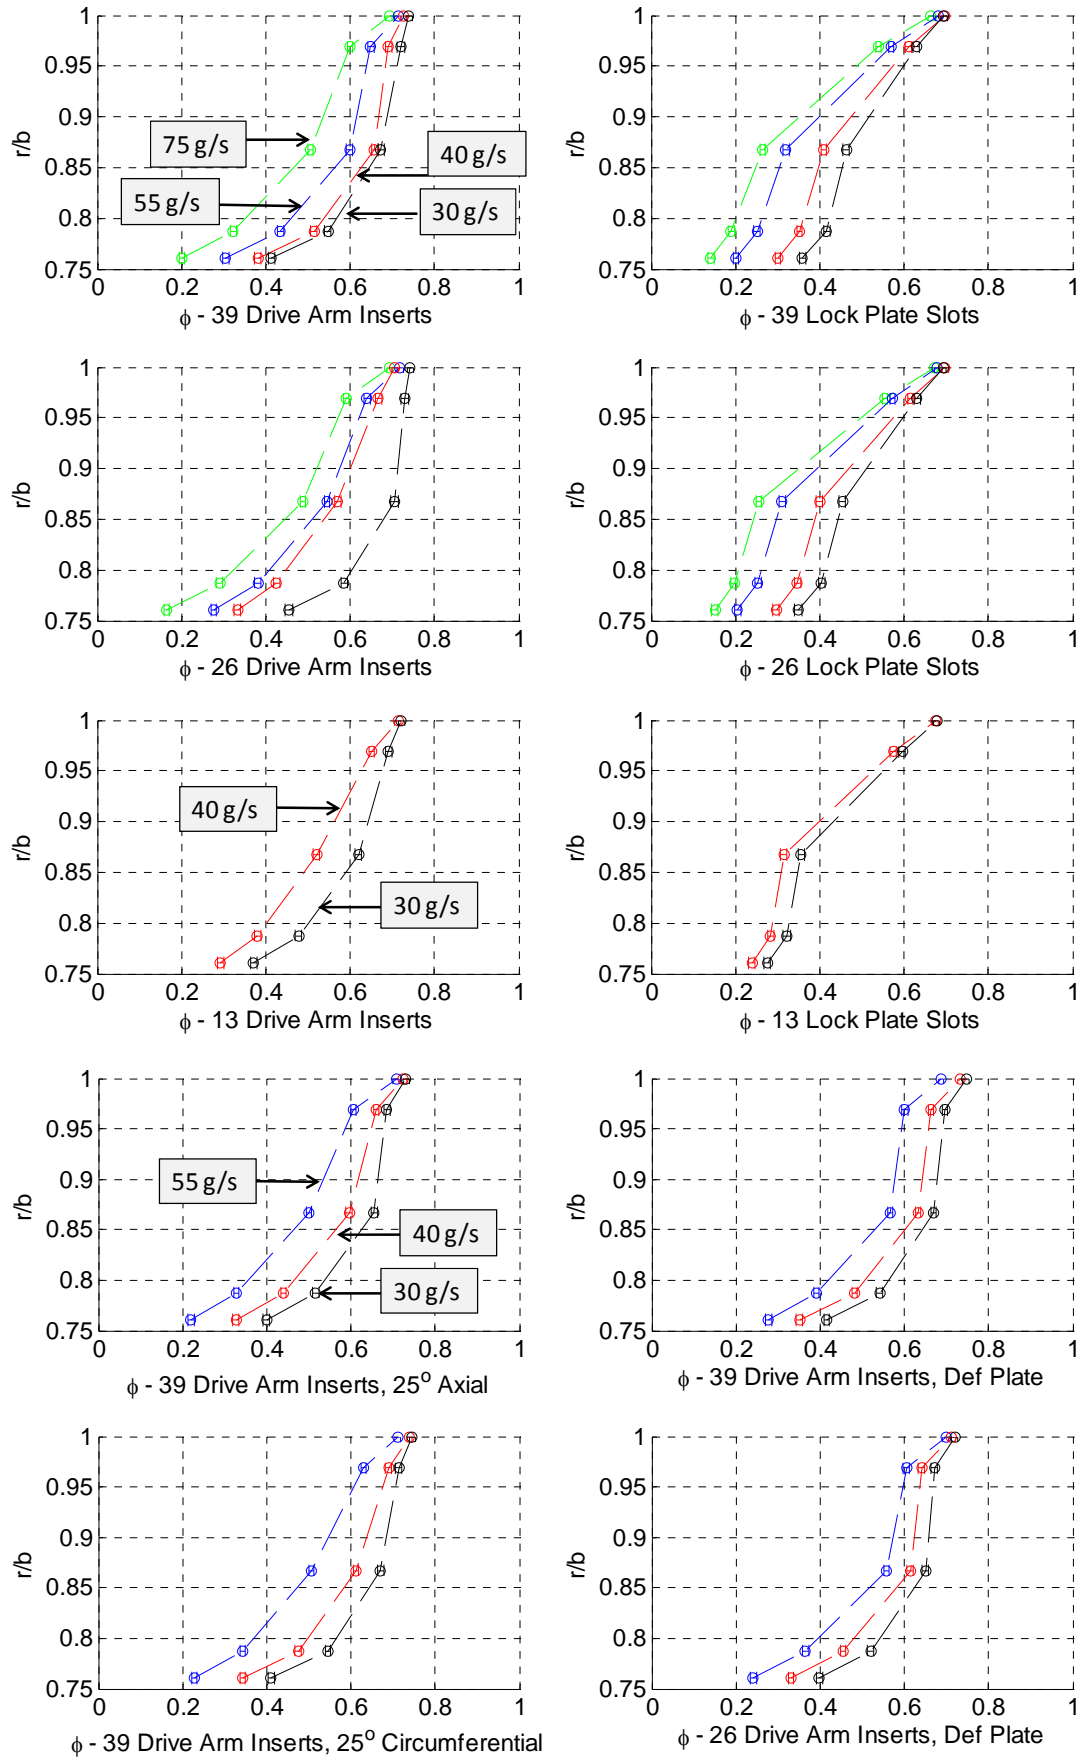 1
0.95
0.9
0.85
0.8
0.75
r/b
75 g/s
40 g/s
55 g/s
30 g/s
0 0.2 0.4 0.6 0.8 1
ϕ - 39 Drive Arm Inserts
1
0.95
0.9
0.85
0.8
0.75
r/b
0 0.2 0.4 0.6 0.8 1
ϕ - 39 Lock Plate Slots
1
0.95
0.9
0.85
0.8
0.75
r/b
0 0.2 0.4 0.6 0.8 1
ϕ - 26 Drive Arm Inserts
1
0.95
0.9
0.85
0.8
0.75
r/b
0 0.2 0.4 0.6 0.8 1
ϕ - 26 Lock Plate Slots
1
0.95
0.9
0.85
0.8
0.75
r/b
40 g/s
30 g/s
0 0.2 0.4 0.6 0.8 1
ϕ - 13 Drive Arm Inserts
1
0.95
0.9
0.85
0.8
0.75
r/b
0 0.2 0.4 0.6 0.8 1
ϕ - 13 Lock Plate Slots
1
0.95
0.9
0.85
0.8
0.75
r/b
55 g/s
40 g/s
30 g/s
0 0.2 0.4 0.6 0.8 1
ϕ - 39 Drive Arm Inserts, 25° Axial
1
0.95
0.9
0.85
0.8
0.75
r/b
0 0.2 0.4 0.6 0.8 1
ϕ - 39 Drive Arm Inserts, Def Plate
1
0.95
0.9
0.85
0.8
0.75
r/b
0 0.2 0.4 0.6 0.8 1
ϕ - 39 Drive Arm Inserts, 25° Circumferential
1
0.95
0.9
0.85
0.8
0.75
r/b
0 0.2 0.4 0.6 0.8 1
ϕ - 26 Drive Arm Inserts, Def Plate